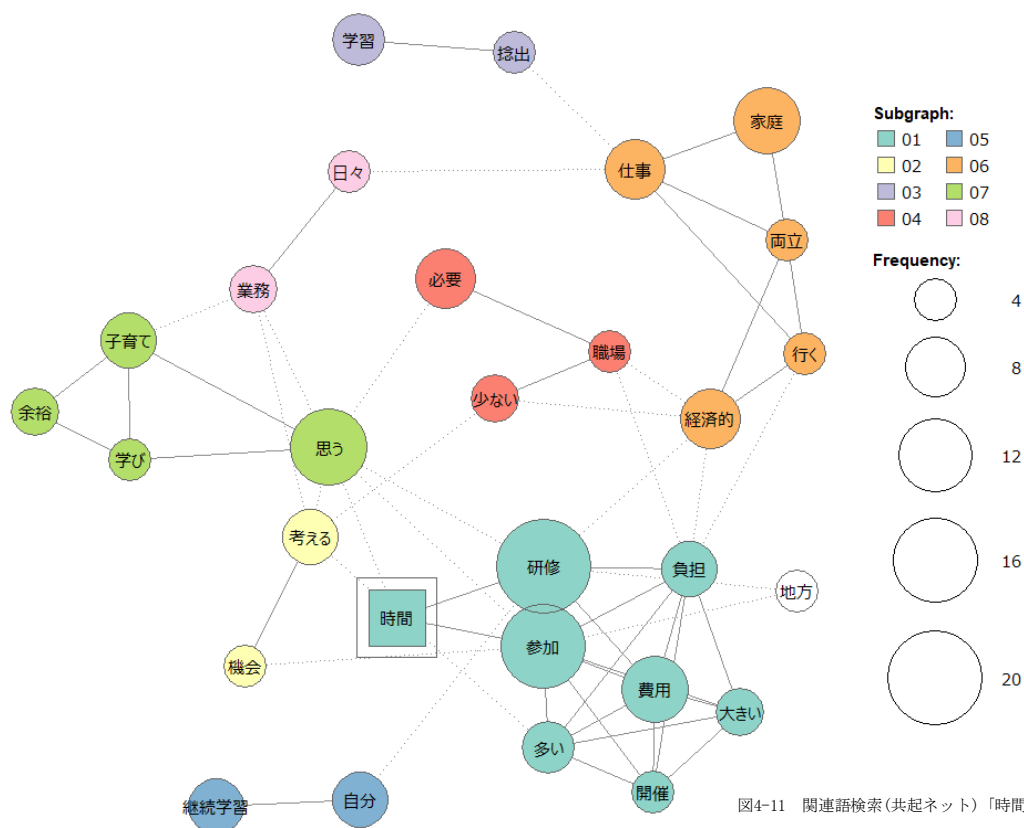 学習
捻出
家庭
仕事
日々
両立
必要
業務
子育て
職場
行く
少ない
余裕
経済的
思う
学び
考える
研修
負担
地方
時間
参加
機会
費用
大きい
多い
開催
自分
継続学習
Subgraph:
01 05
02 06
03 07
04 08
Frequency:
4
8
12
16
20
図4-11 関連語検索(共起ネット)「時間